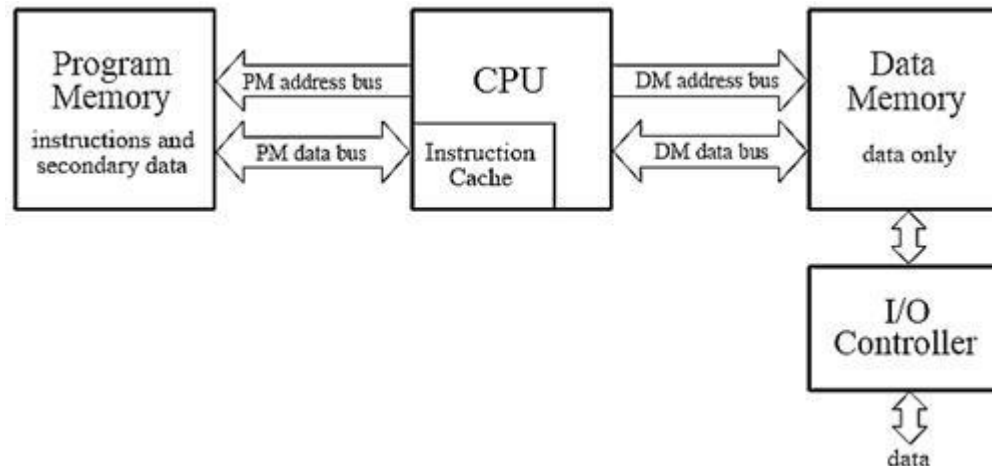 Program
Memory
instructions and
secondary data
PM address bus
PM data bus
CPU
Instruction
Cache
DM address bus
DM data bus
Data
Memory
data only
I/O
Controller
data